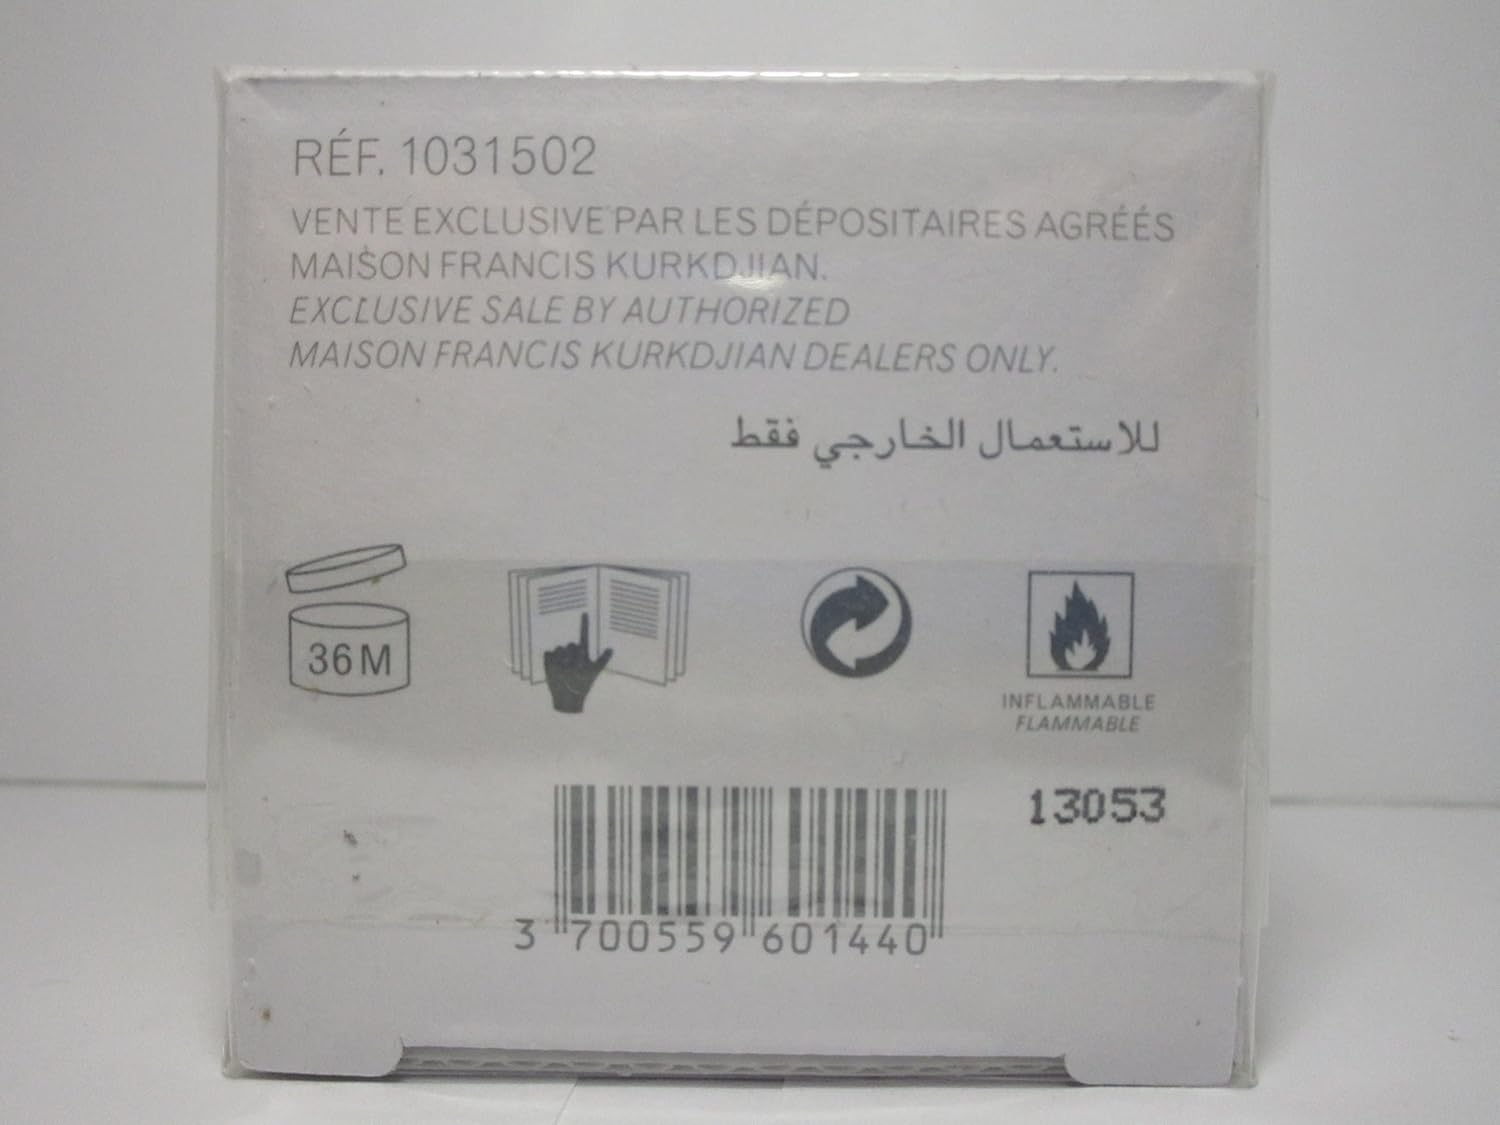 RÉF. 1031502
VENTE EXCLUSIVE PAR LES DÉPOSITAIRES AGRÉÉS
MAISON FRANCIS KURKDJIAN.
EXCLUSIVE SALE BY AUTHORIZED
MAISON FRANCIS KURKDJIAN DEALERS ONLY.
للاستعمال الخارجي فقط
36 M
INFLAMMABLE
FLAMMABLE
13053
3 700559 601440